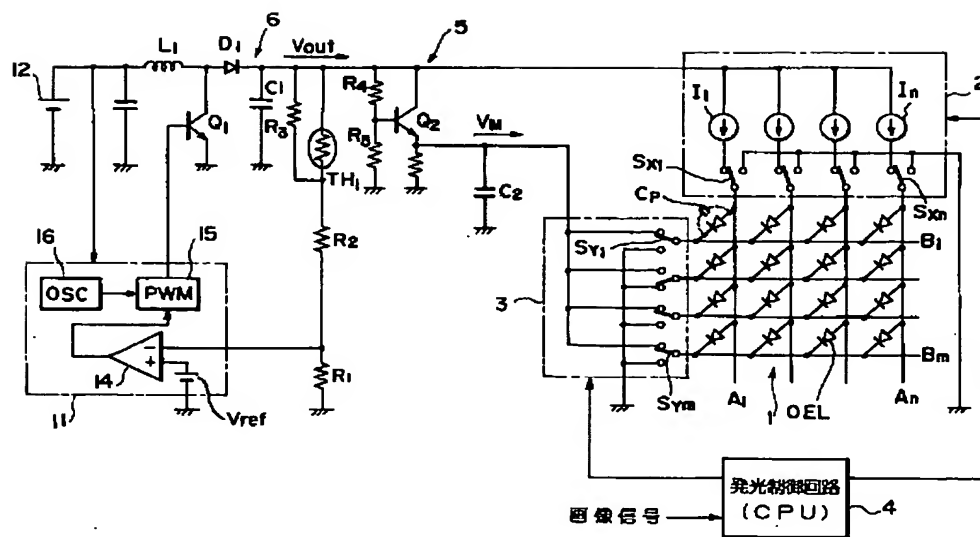 12
L1
D1
6
Vout
5
C1
R3
R4
R5
Q1
Q2
TH1
VM
C2
R2
R1
16
OSC
15
PWM
14
−
+
11
Vref
I1
In
2
SX1
SXn
CP
SY1
SYm
3
B1
Bm
A1
1
OEL
An
発光制御回路
(CPU)
4
画像信号